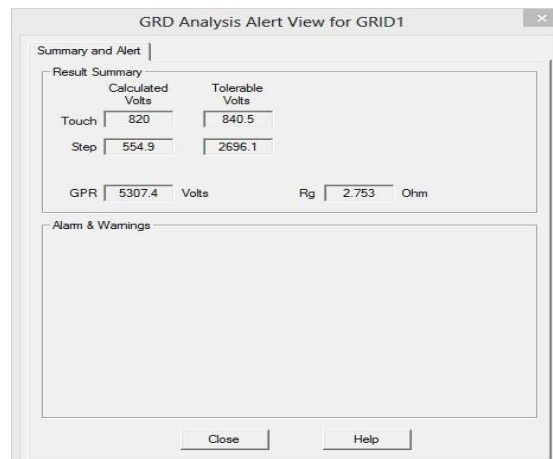 GRD Analysis Alert View for GRID1
Summary and Alert
Result Summary
Calculated Tolerable
Volts Volts
Touch 820 840.5
Step 554.9 2696.1
GPR 5307.4 Volts Rg 2.753 Ohm
Alarm & Warnings
Close Help